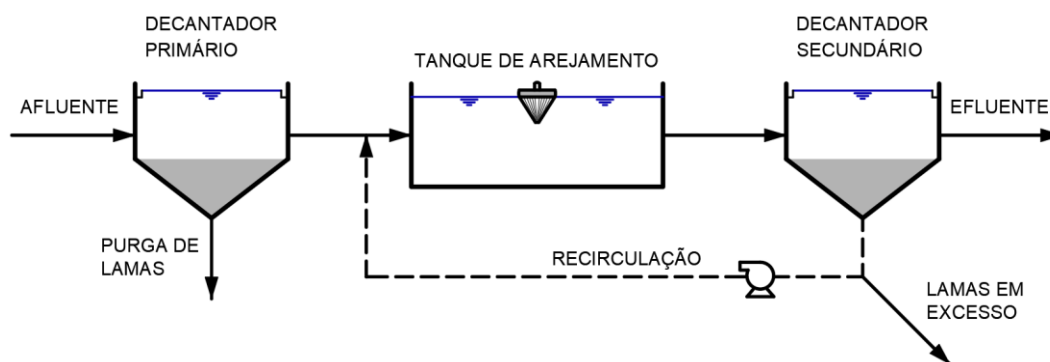 DECANTADOR
PRIMÁRIO
TANQUE DE AREJAMENTO
DECANTADOR
SECUNDÁRIO
AFLUENTE
EFLUENTE
PURGA DE
LAMAS
RECIRCULAÇÃO
LAMAS EM
EXCESSO